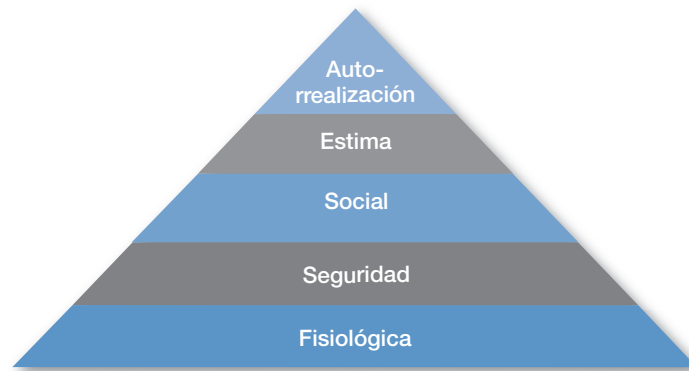 Auto-
rrealización
Estima
Social
Seguridad
Fisiológica